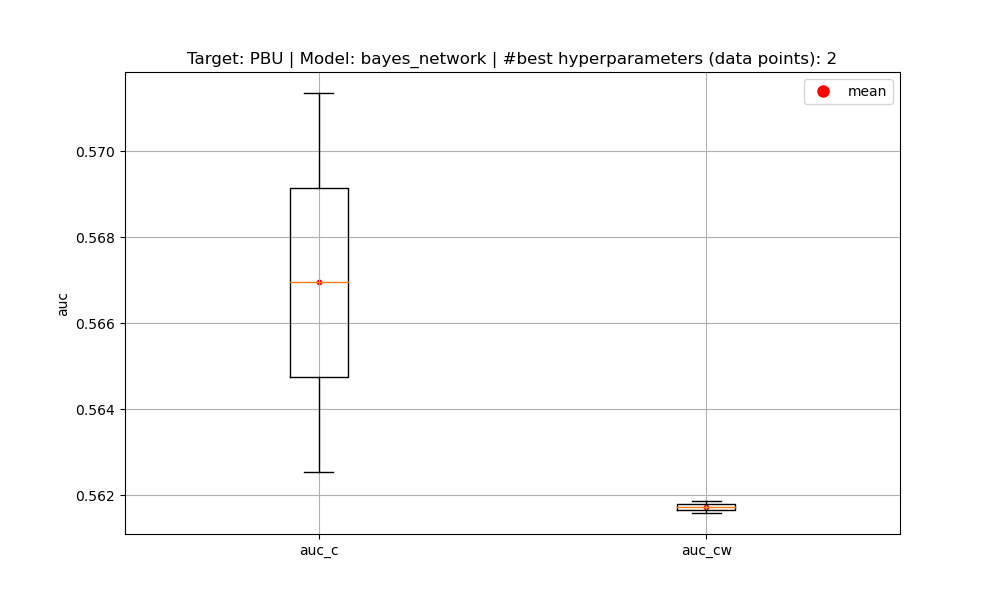 Target: PBU | Model: bayes_network | #best hyperparameters (data points): 2
mean
0.570
0.568
0.566
0.564
0.562
auc
auc_c
auc_cw